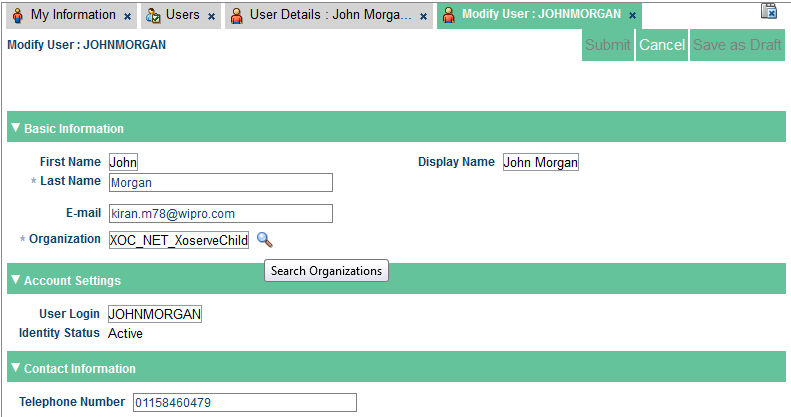 My Information × Users × User Details : John Morga... × Modify User : JOHNMORGAN ×
Modify User : JOHNMORGAN Submit Cancel Save as Draft
Basic Information
First Name John Display Name John Morgan
* Last Name Morgan
E-mail kiran.m78@wipro.com
* Organization XOC_NET_XoserveChild
Search Organizations
Account Settings
User Login JOHNMORGAN
Identity Status Active
Contact Information
Telephone Number 01158460479